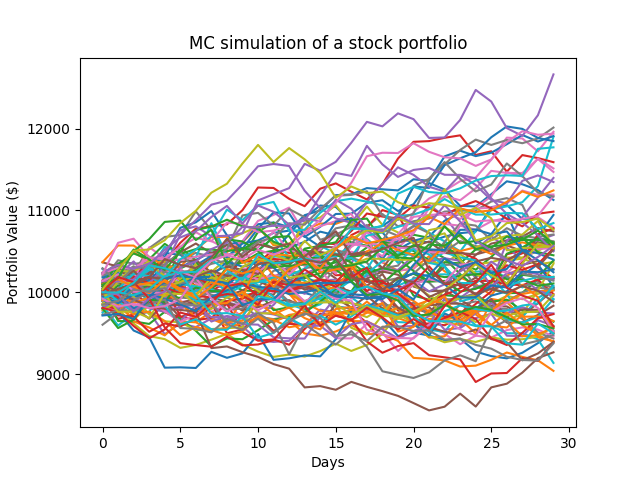 MC simulation of a stock portfolio
Portfolio Value ($)
12000
11000
10000
9000
0 5 10 15 20 25 30
Days